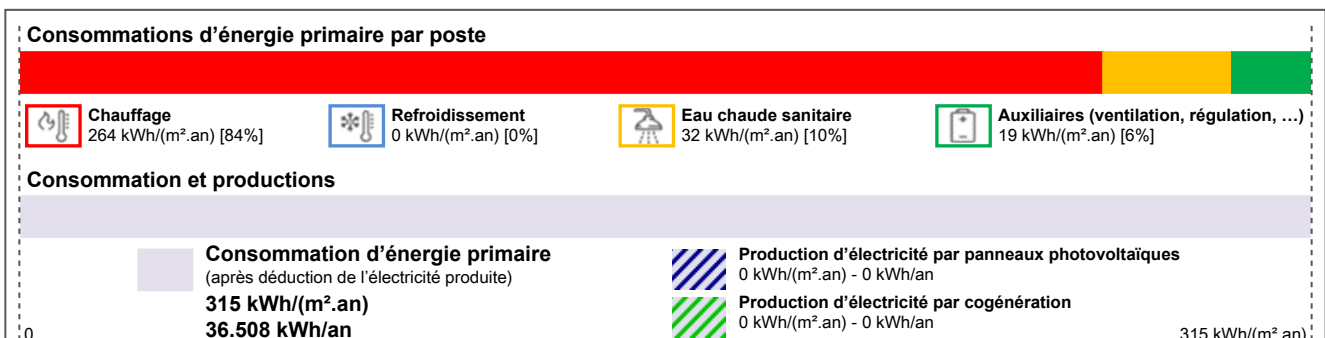 Consommations d’énergie primaire par poste
Chauffage
264 kWh/(m².an) [84%]
Refroidissement
0 kWh/(m².an) [0%]
Eau chaude sanitaire
32 kWh/(m².an) [10%]
Auxiliaires (ventilation, régulation, …)
19 kWh/(m².an) [6%]
Consommation et productions
Consommation d’énergie primaire
(après déduction de l’électricité produite)
315 kWh/(m².an)
36.508 kWh/an
Production d’électricité par panneaux photovoltaïques
0 kWh/(m².an) - 0 kWh/an
Production d’électricité par cogénération
0 kWh/(m².an) - 0 kWh/an
0
315 kWh/(m².an)